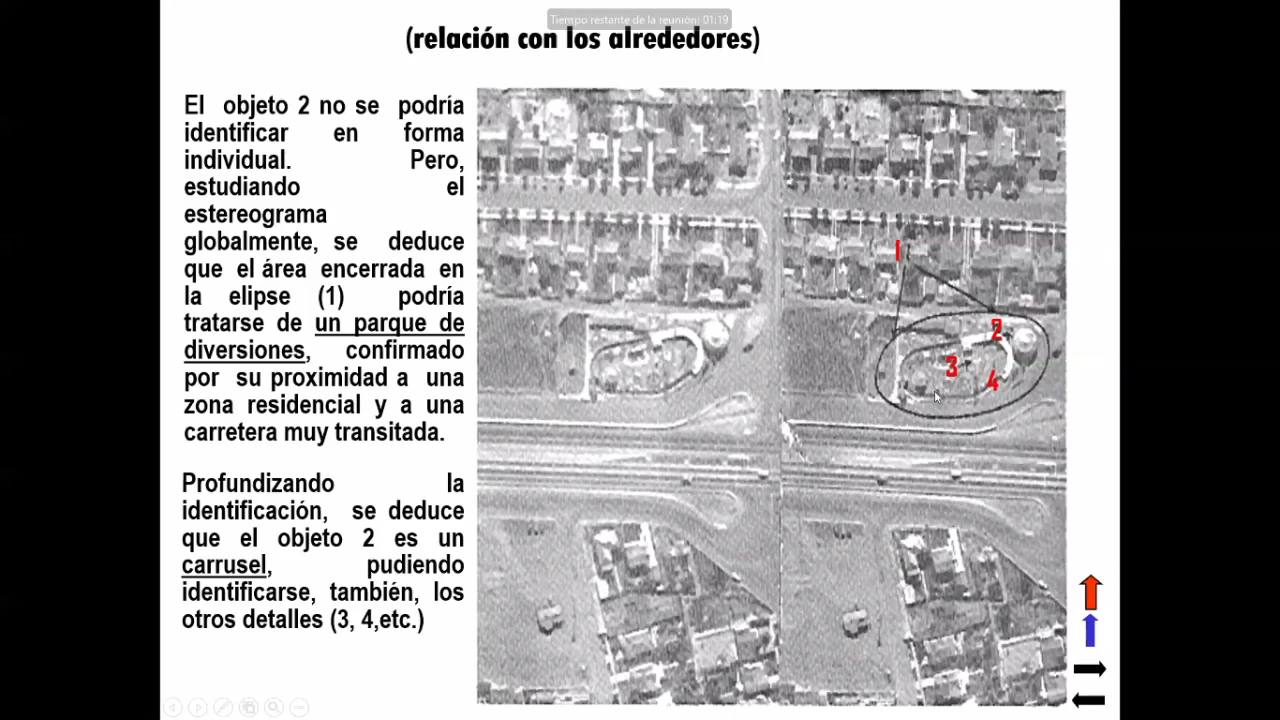 Tiempo restante de la reunión: 01:19
(relación con los alrededores)
El objeto 2 no se podría
identificar en forma
individual. Pero,
estudiando el
estereograma
globalmente, se deduce
que el área encerrada en
la elipse (1) podría
tratarse de un parque de
diversiones, confirmado
por su proximidad a una
zona residencial y a una
carretera muy transitada.
Profundizando la
identificación, se deduce
que el objeto 2 es un
carrusel, pudiendo
identificarse, también, los
otros detalles (3, 4,etc.)
1
2
3
4